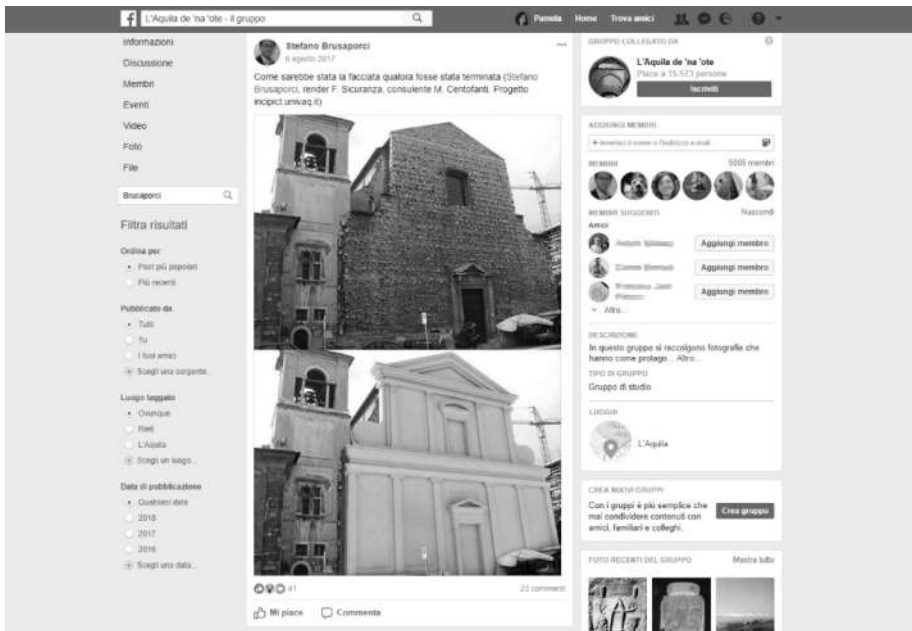 L'Aquila de 'na 'ote - il gruppo
Pamela Home Trova amici
Informazioni
Discussione
Membri
Eventi
Video
Foto
File
Brusaporci
Filtra risultati
Ordina per
Post più popolari
Più recenti
Pubblicato da
Tutti
Tu
I tuoi amici
Scegli una sorgente...
Luogo taggato
Ovunque
Rieti
L'Aquila
Scegli un luogo...
Data di pubblicazione
Qualsiasi data
2018
2017
2016
Scegli una data...
Stefano Brusaporci
6 agosto 2017
Come sarebbe stata la facciata qualora fosse stata terminata (Stefano
Brusaporci, render F. Sicuranza, consulente M. Centofanti. Progetto
incipict.univaq.it)
41
23 commenti
Mi piace Commenta
GRUPPO COLLEGATO DA
L'Aquila de 'na 'ote
Piace a 15.573 persone
Iscriviti
AGGIUNGI MEMBRI
+ Inserisci il nome o l'indirizzo e-mail...
MEMBRI 5005 membri
MEMBRI SUGGERITI Nascondi
Amici
Aggiungi membro
Aggiungi membro
Aggiungi membro
Altro...
DESCRIZIONE
In questo gruppo si raccolgono fotografie che
hanno come protago... Altro...
TIPO DI GRUPPO
Gruppo di studio
LUOGHI
L'Aquila
CREA NUOVI GRUPPI
Con i gruppi è più semplice che
mai condividere contenuti con
amici, familiari e colleghi.
Crea gruppo
FOTO RECENTI DEL GRUPPO Mostra tutto